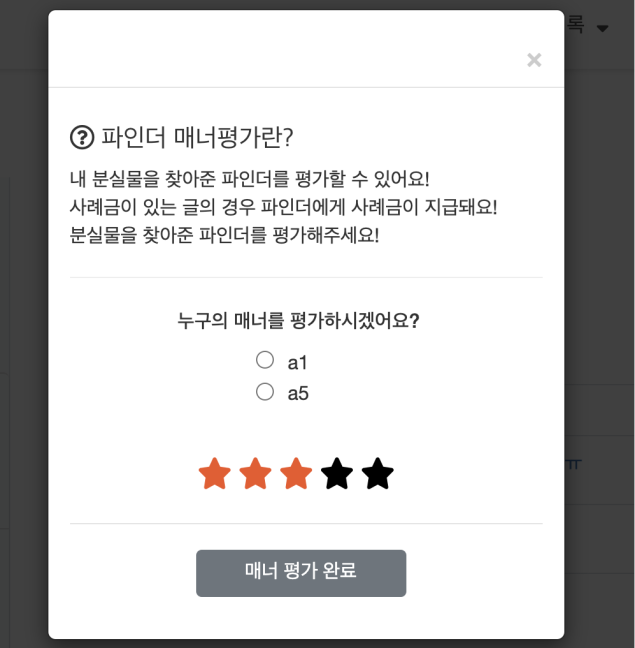 록
×
파인더 매너평가란?
내 분실물을 찾아준 파인더를 평가할 수 있어요!
사례금이 있는 글의 경우 파인더에게 사례금이 지급돼요!
분실물을 찾아준 파인더를 평가해주세요!
누구의 매너를 평가하시겠어요?
a1
a5
ㅠ
매너 평가 완료